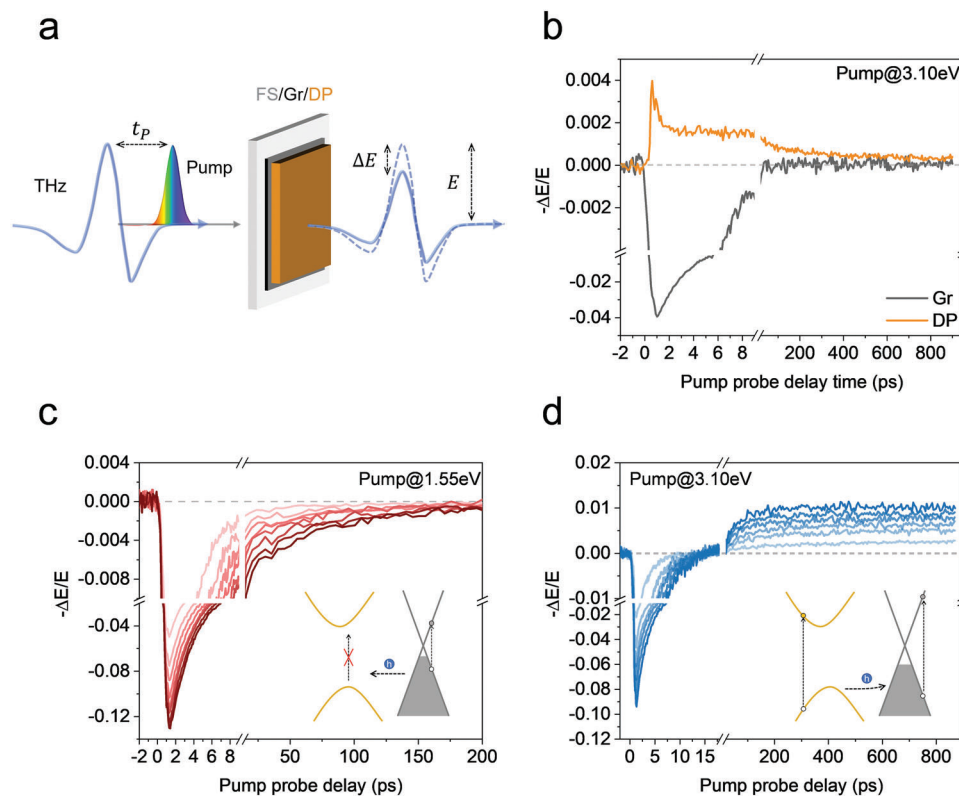 a
FS/Gr/DP
t_P
THz
Pump
ΔE
E
b
Pump@3.10eV
0.004
0.002
0.000
-0.002
-0.02
-0.04
-ΔE/E
Gr
DP
-2 0 2 4 6 8 200 400 600 800
Pump probe delay time (ps)
c
Pump@1.55eV
0.004
0.000
-0.004
-0.008
-0.04
-0.08
-0.12
-ΔE/E
h
-2 0 2 4 6 8 25 50 75 100 125 150 175 200
Pump probe delay (ps)
d
Pump@3.10eV
0.02
0.01
0.00
0.01
-0.02
-0.04
-0.06
-0.08
-0.10
-0.12
-ΔE/E
h
0 5 10 15 200 400 600 800
Pump probe delay (ps)